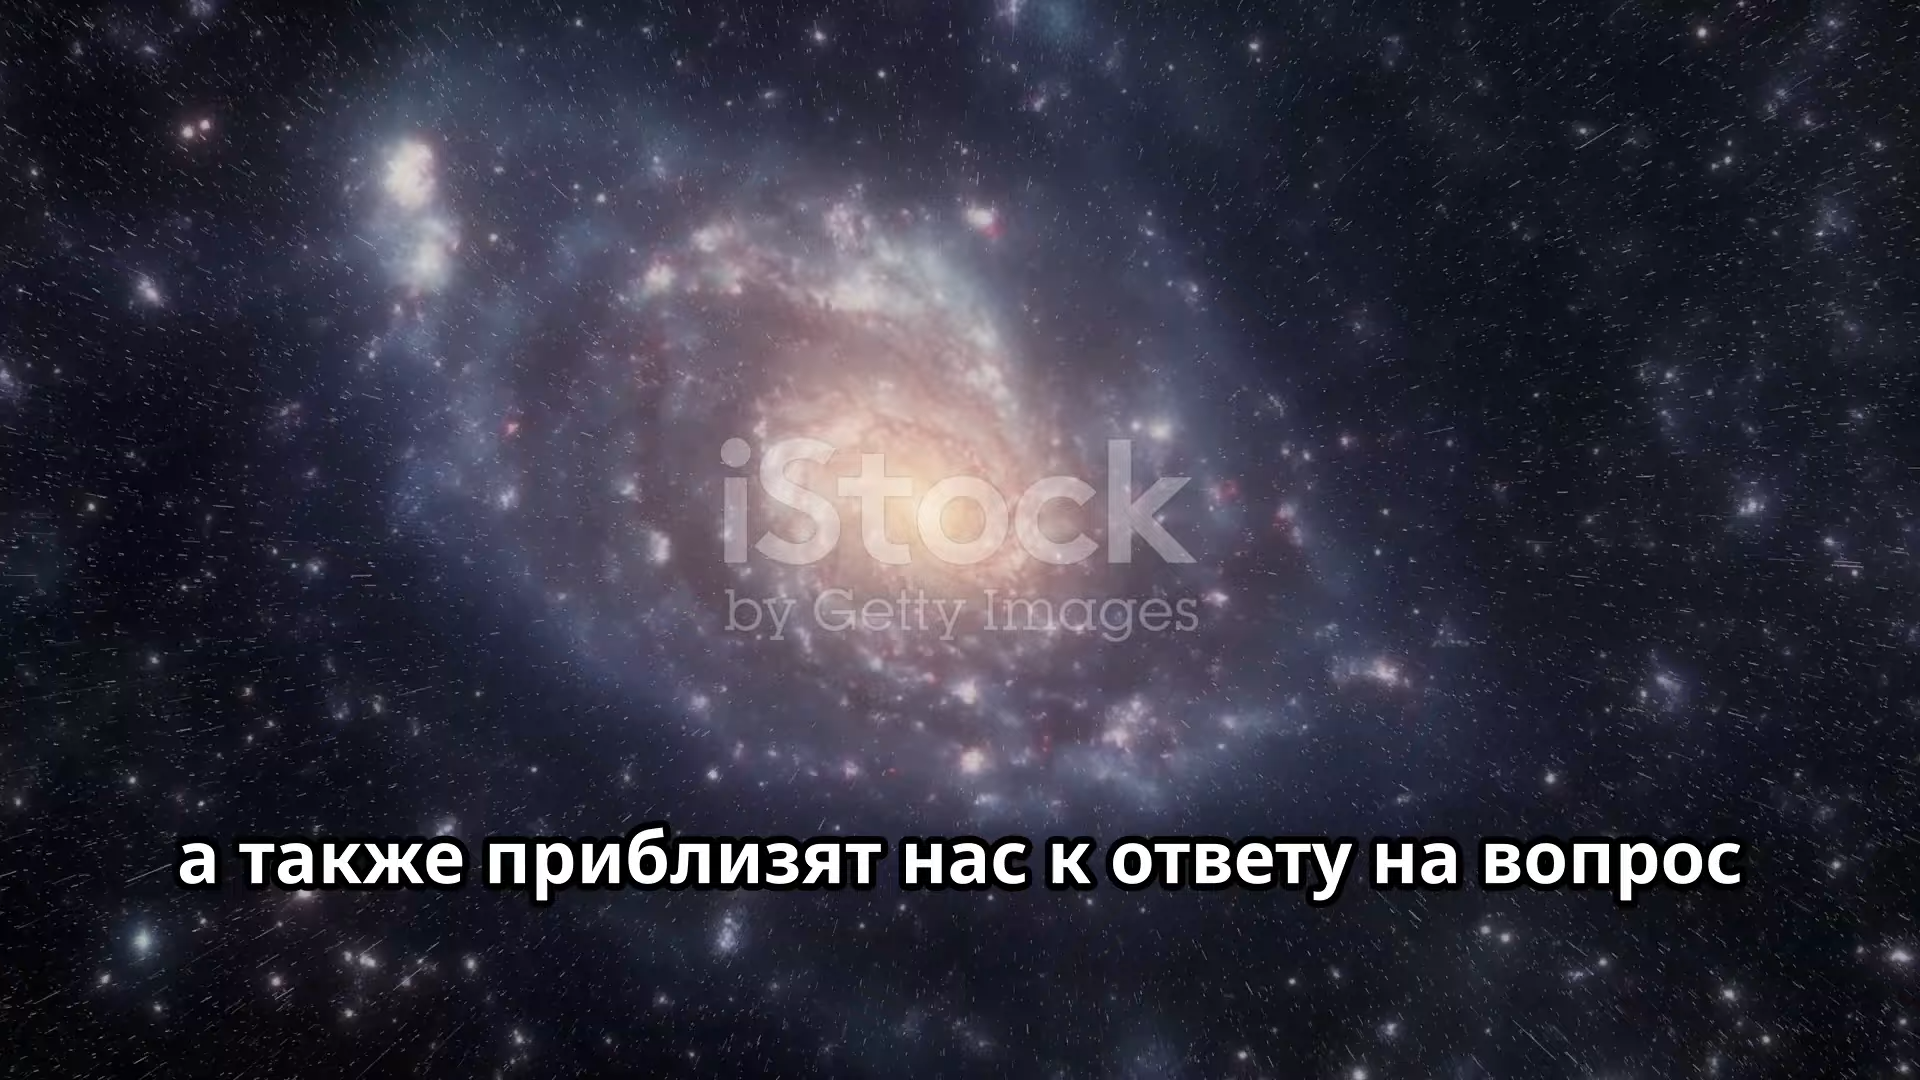 iStock
by Getty Images
а также приблизят нас к ответу на вопрос